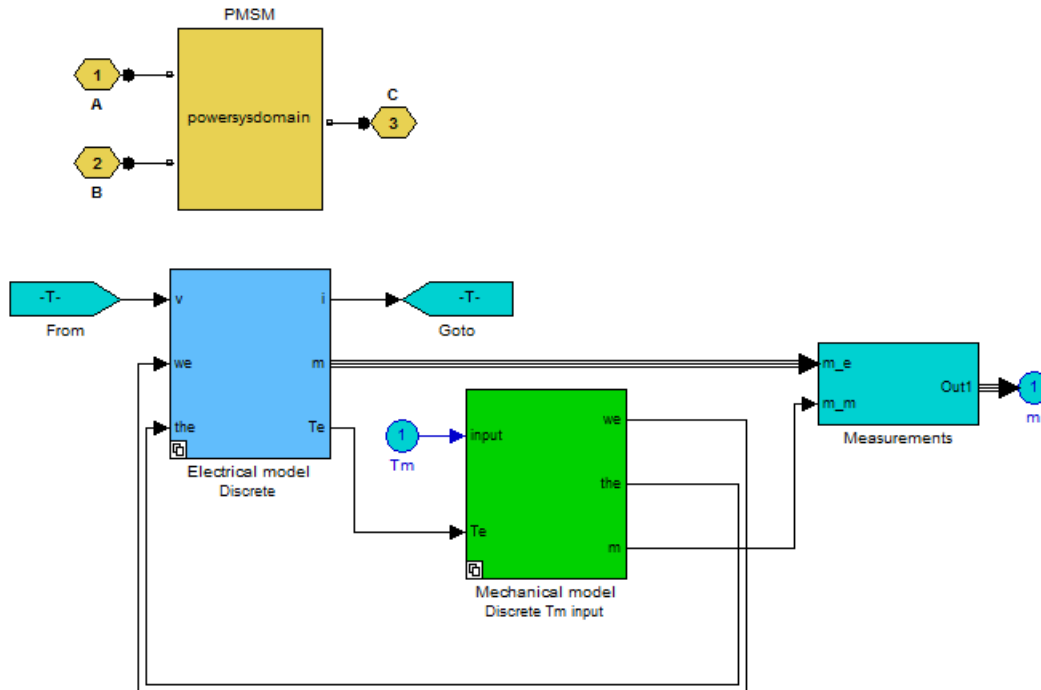 PMSM
1
A
powersysdomain
C
3
2
B
-T-
From
v
i
we
m
the
Te
Electrical model
Discrete
-T-
Goto
1
Tm
input
we
the
Te
m
Mechanical model
Discrete Tm input
m_e
Out1
m_m
Measurements
1
m